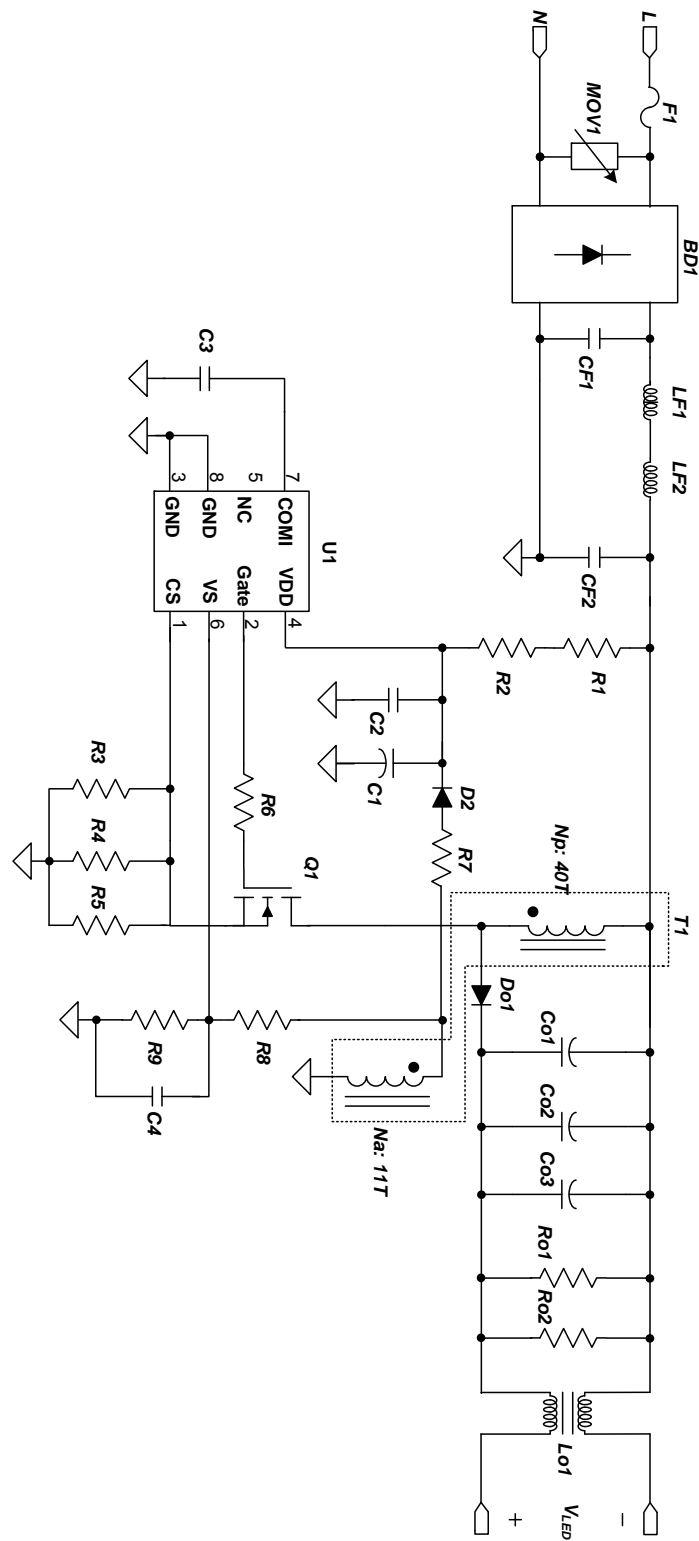 L
N
F1
MOV1
BD1
CF1
LF1
LF2
CF2
R1
R2
C3
7
5
8
3
COMI
NC
GND
GND
VDD
Gate
VS
CS
U1
4
2
6
1
C2
C1
D2
R7
R6
Q1
R3
R4
R5
Np: 40T
T1
Do1
R8
R9
C4
Na: 11T
Co1
Co2
Co3
Ro1
Ro2
Lo1
−
VLED
+